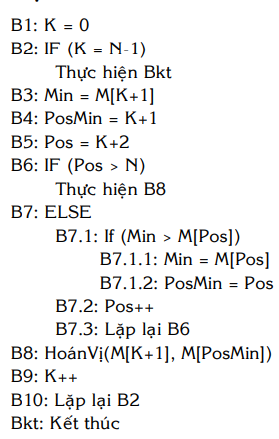 B1: K = 0
B2: IF (K = N-1)
Thực hiện Bkt
B3: Min = M[K+1]
B4: PosMin = K+1
B5: Pos = K+2
B6: IF (Pos > N)
Thực hiện B8
B7: ELSE
B7.1: If (Min > M[Pos])
B7.1.1: Min = M[Pos]
B7.1.2: PosMin = Pos
B7.2: Pos++
B7.3: Lặp lại B6
B8: HoánVị(M[K+1], M[PosMin])
B9: K++
B10: Lặp lại B2
Bkt: Kết thúc